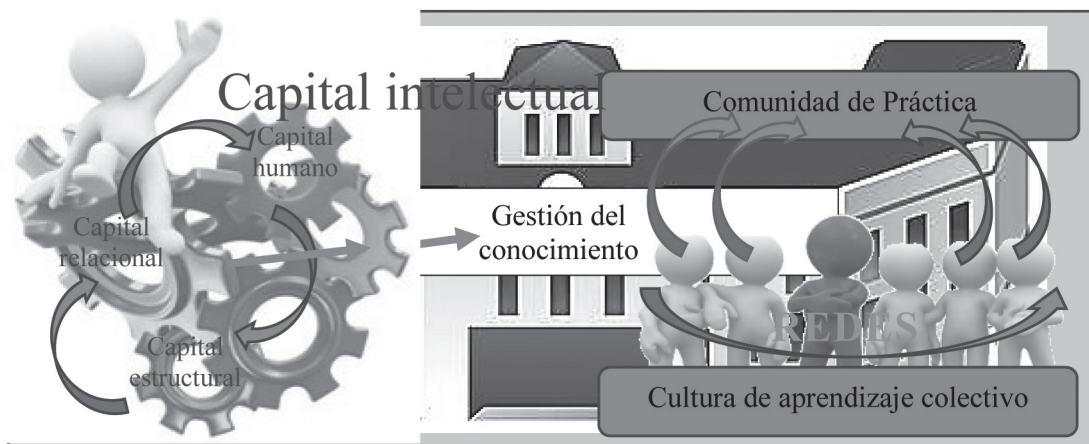 Capital intelectual
Capital
humano
Capital
relacional
Capital
estructural
Gestión del
conocimiento
Comunidad de Práctica
REDES
Cultura de aprendizaje colectivo